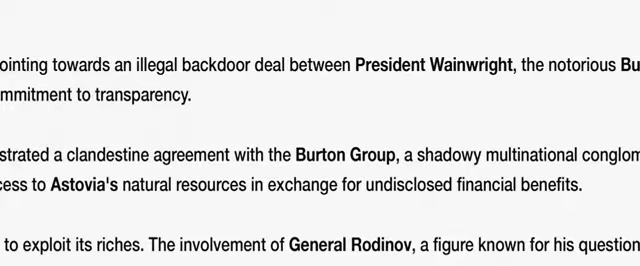 ointing towards an illegal backdoor deal between President Wainwright, the notorious Bu
mmitment to transparency.
strated a clandestine agreement with the Burton Group, a shadowy multinational conglom
cess to Astovia's natural resources in exchange for undisclosed financial benefits.
to exploit its riches. The involvement of General Rodinov, a figure known for his question